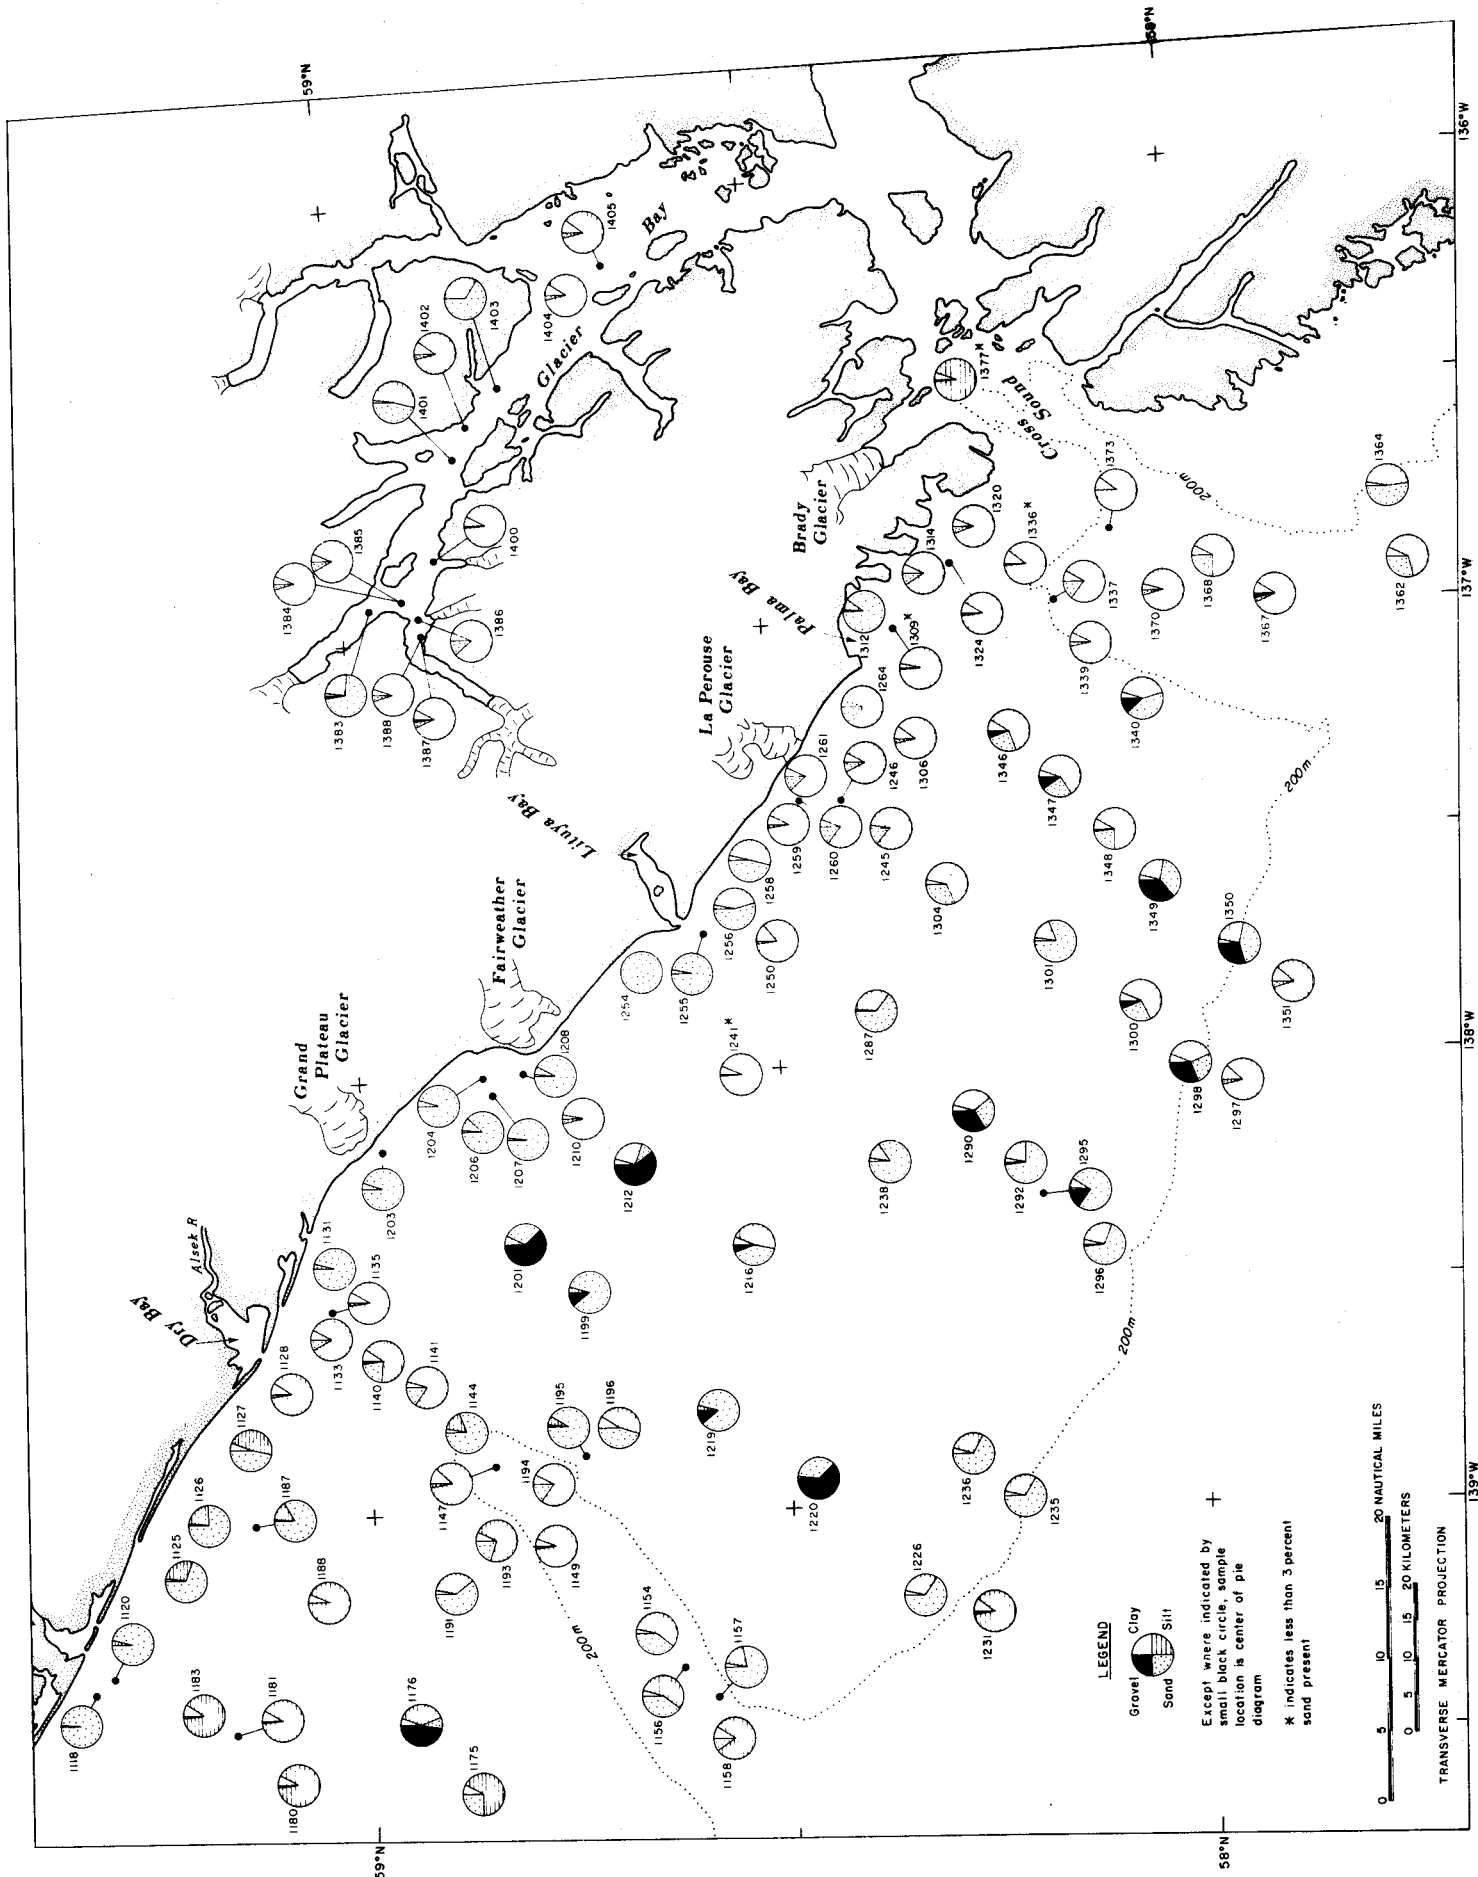 59°N
58°N
136°W
1405
Bay
1402
1403
1404
1401
Glacier
1377*
Cross Sound
1385
1400
1384
1386
1383
1388
1387
Brady
Glacier
Palma Bay
1373
1364
200m
1320
1314
1336*
1312
1309*
1324
1337
1370
1368
1367
1362
137°W
1339
1340
La Perouse
Glacier
1264
1261
1246
1306
1346
1347
200m
Lituya Bay
1259
1260
1245
1348
1258
1304
1349
1256
1250
1301
1350
Fairweather
Glacier
1254
1255
1241*
1287
1300
1351
138°W
Grand
Plateau
Glacier
1208
1204
1206
1207
1210
1212
1290
1298
1297
1203
1238
1292
1295
1296
Alsek R
Dry Bay
1131
1135
1201
1199
1216
1133
1128
1140
1141
1127
1144
1195
1196
1219
200m
1126
1187
1147
1194
1220
1236
1235
139°W
1125
1188
1193
1149
1191
1226
1231
1120
1154
1157
1156
1158
200m
1118
1183
1181
1176
1180
1175
59°N
58°N
LEGEND
Gravel Clay
Sand Silt
Except where indicated by
small black circle, sample
location is center of pie
diagram
* indicates less than 3 percent
sand present
0 5 10 15 20 NAUTICAL MILES
0 5 10 15 20 KILOMETERS
TRANSVERSE MERCATOR PROJECTION